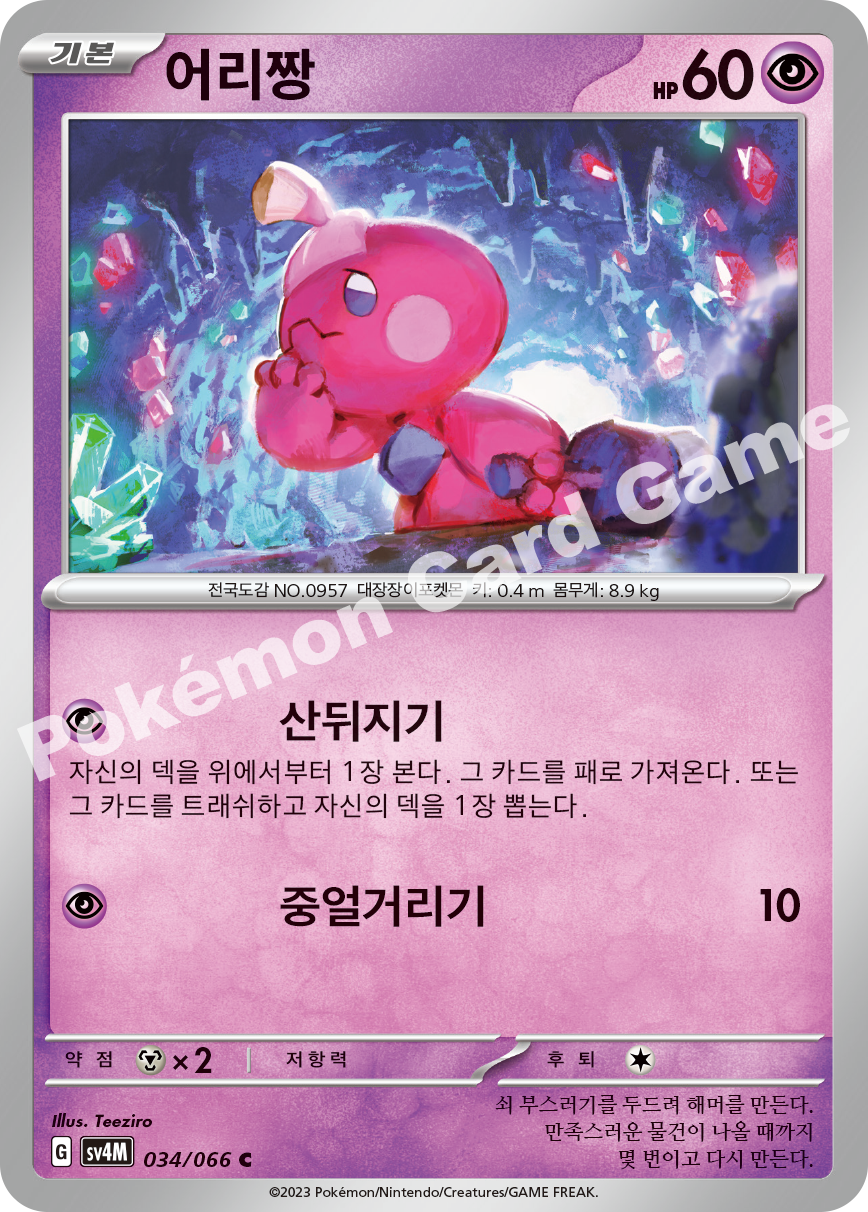 기본 어리짱 HP 60
전국도감 NO.0957 대장장이포켓몬 키: 0.4 m 몸무게: 8.9 kg
Pokémon Card Game
산뒤지기
자신의 덱을 위에서부터 1장 본다. 그 카드를 패로 가져온다. 또는
그 카드를 트래쉬하고 자신의 덱을 1장 뽑는다.
중얼거리기 10
약점 ×2 저항력 후퇴
쇠 부스러기를 두드려 해머를 만든다.
만족스러운 물건이 나올 때까지
몇 번이고 다시 만든다.
Illus. Teeziro
G sv4M 034/066 C
©2023 Pokémon/Nintendo/Creatures/GAME FREAK.